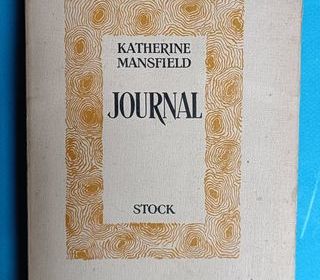 KATHERINE
MANSFIELD
JOURNAL
STOCK